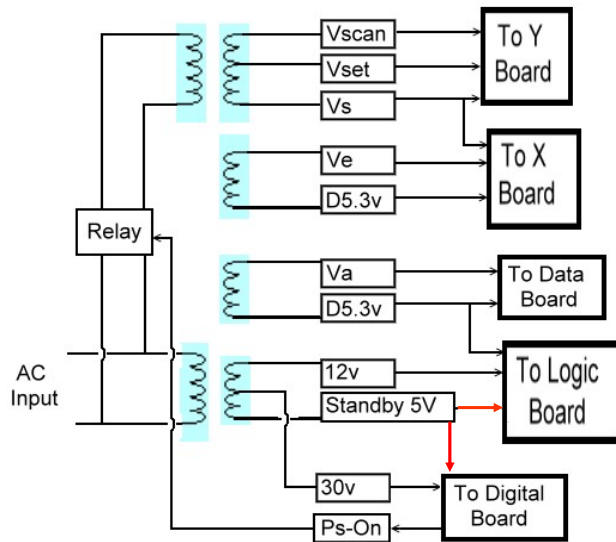 Vscan
Vset
Vs
To Y
Board
Ve
D5.3v
To X
Board
Relay
Va
D5.3v
To Data
Board
AC
Input
12v
Standby 5V
To Logic
Board
30v
Ps-On
To Digital
Board